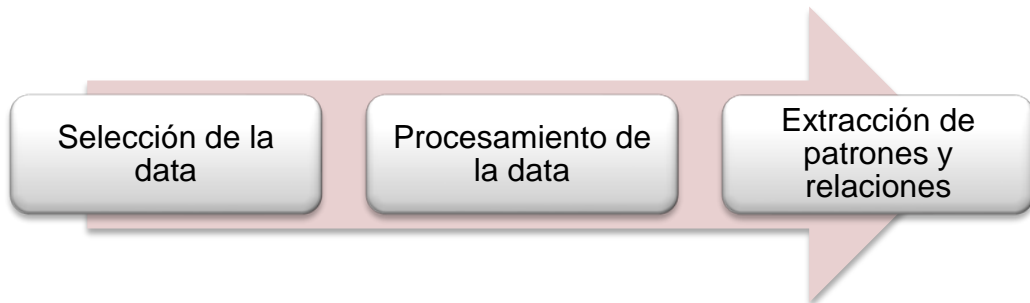 Selección de la
data
Procesamiento de
la data
Extracción de
patrones y
relaciones